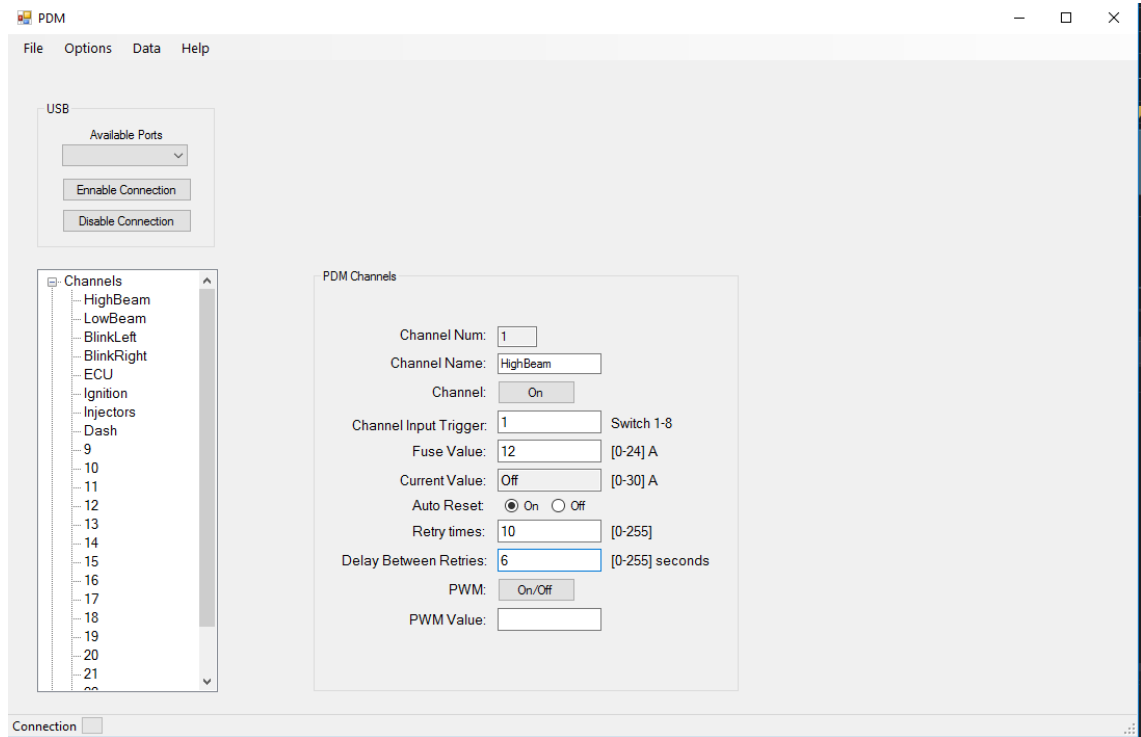 PDM
File Options Data Help
USB
Available Ports
Ennable Connection
Disable Connection
Channels
HighBeam
LowBeam
BlinkLeft
BlinkRight
ECU
Ignition
Injectors
Dash
9
10
11
12
13
14
15
16
17
18
19
20
21
PDM Channels
Channel Num: 1
Channel Name: HighBeam
Channel: On
Channel Input Trigger: 1 Switch 1-8
Fuse Value: 12 [0-24] A
Current Value: Off [0-30] A
Auto Reset: On Off
Retry times: 10 [0-255]
Delay Between Retries: 6 [0-255] seconds
PWM: On/Off
PWM Value:
Connection